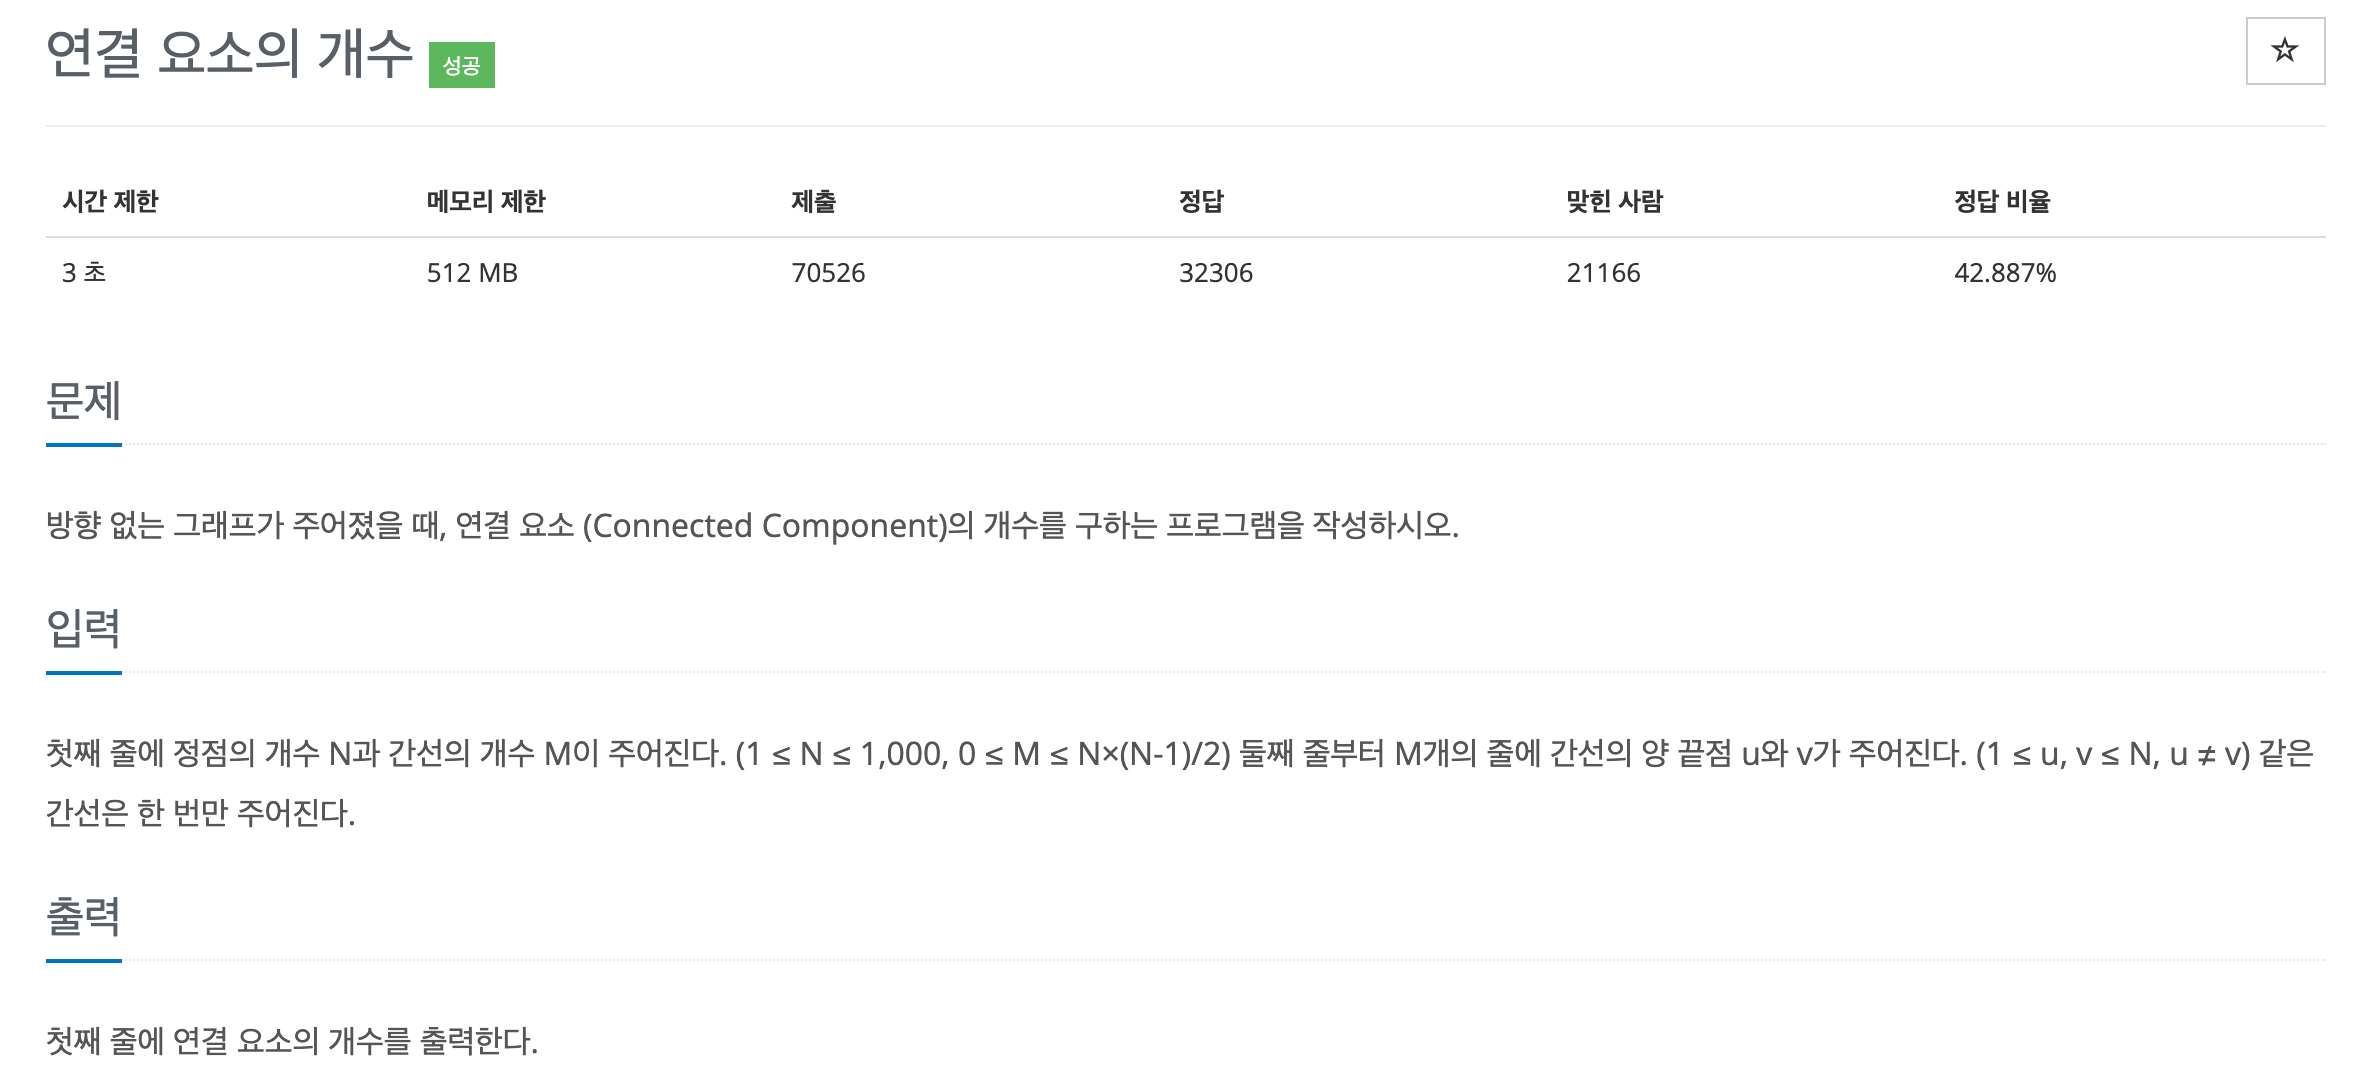 연결 요소의 개수 성공
시간 제한 메모리 제한 제출 정답 맞힌 사람 정답 비율
3 초 512 MB 70526 32306 21166 42.887%
문제
방향 없는 그래프가 주어졌을 때, 연결 요소 (Connected Component)의 개수를 구하는 프로그램을 작성하시오.
입력
첫째 줄에 정점의 개수 N과 간선의 개수 M이 주어진다. (1 ≤ N ≤ 1,000, 0 ≤ M ≤ N×(N-1)/2) 둘째 줄부터 M개의 줄에 간선의 양 끝점 u와 v가 주어진다. (1 ≤ u, v ≤ N, u ≠ v) 같은
간선은 한 번만 주어진다.
출력
첫째 줄에 연결 요소의 개수를 출력한다.